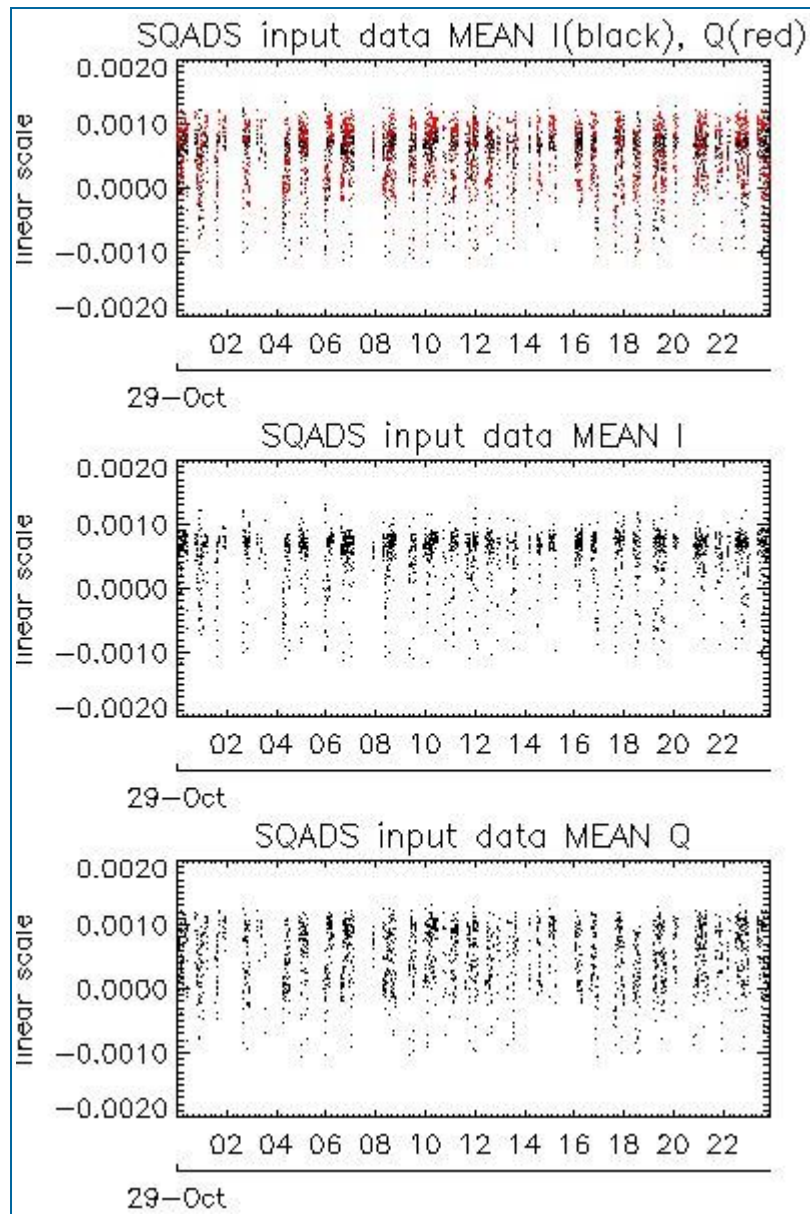 SQADS input data MEAN I(black), Q(red)
0.0020
0.0010
0.0000
−0.0010
−0.0020
linear scale
02 04 06 08 10 12 14 16 18 20 22
29−Oct
SQADS input data MEAN I
0.0020
0.0010
0.0000
−0.0010
−0.0020
linear scale
02 04 06 08 10 12 14 16 18 20 22
29−Oct
SQADS input data MEAN Q
0.0020
0.0010
0.0000
−0.0010
−0.0020
linear scale
02 04 06 08 10 12 14 16 18 20 22
29−Oct